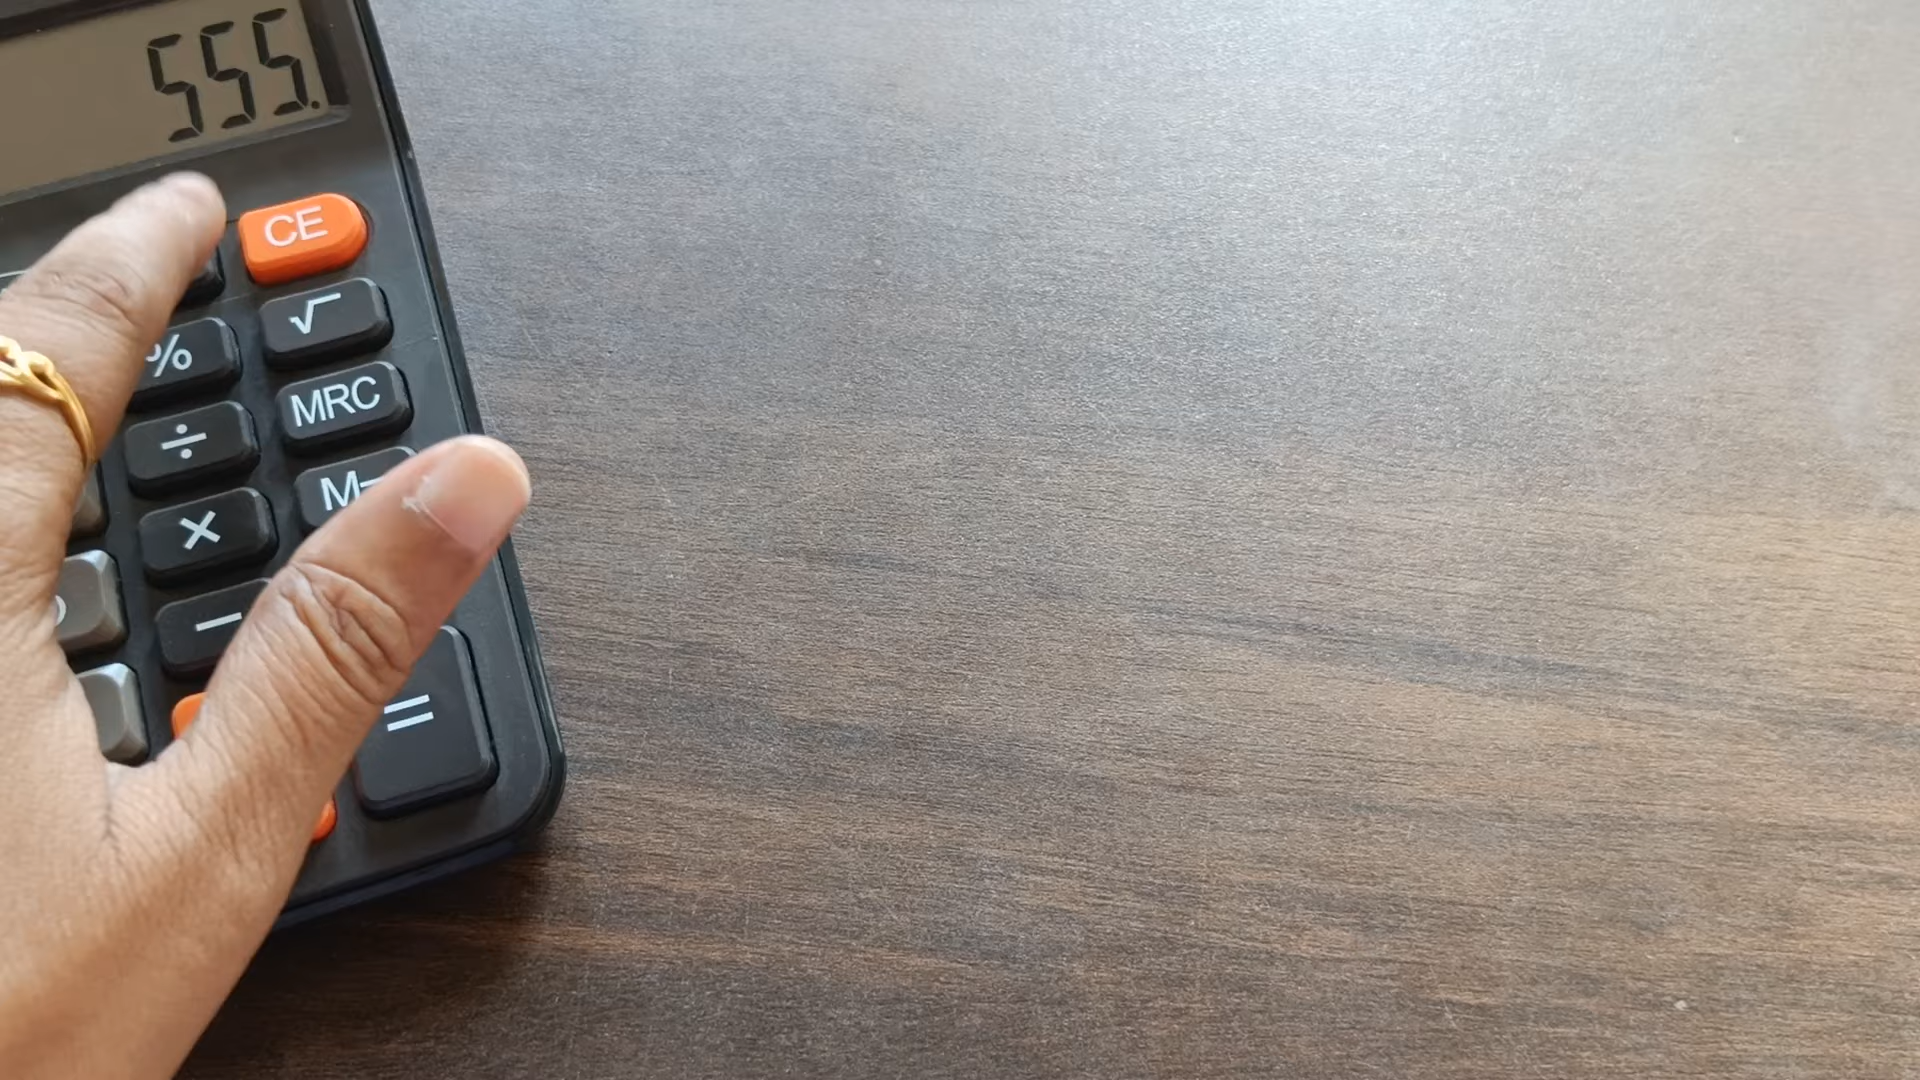 555.
CE
√
%
MRC
÷
M-
×
−
=